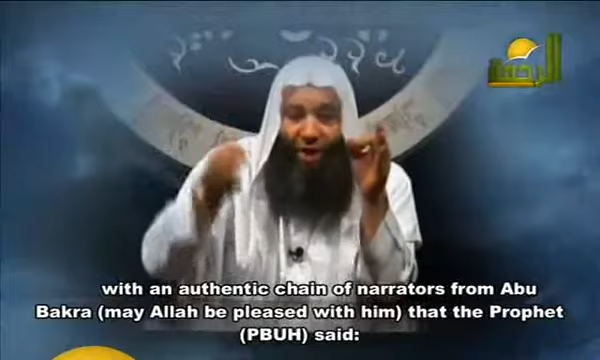 الرحمة
with an authentic chain of narrators from Abu
Bakra (may Allah be pleased with him) that the Prophet
(PBUH) said: